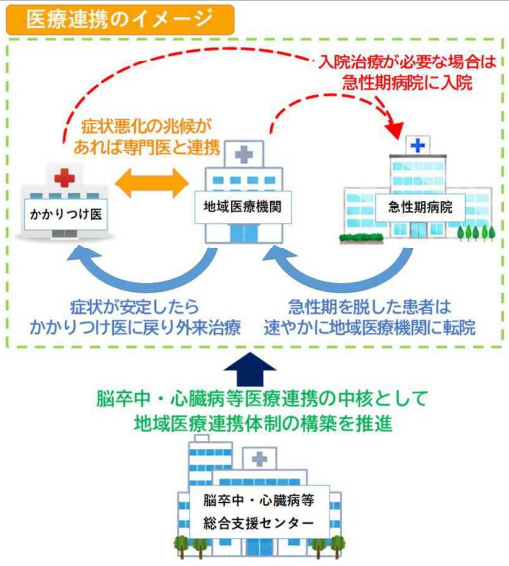 医療連携のイメージ
入院治療が必要な場合は
急性期病院に入院
症状悪化の兆候が
あれば専門医と連携
かかりつけ医
地域医療機関
急性期病院
症状が安定したら
かかりつけ医に戻り外来治療
急性期を脱した患者は
速やかに地域医療機関に転院
脳卒中・心臓病等医療連携の中核として
地域医療連携体制の構築を推進
脳卒中・心臓病等
総合支援センター